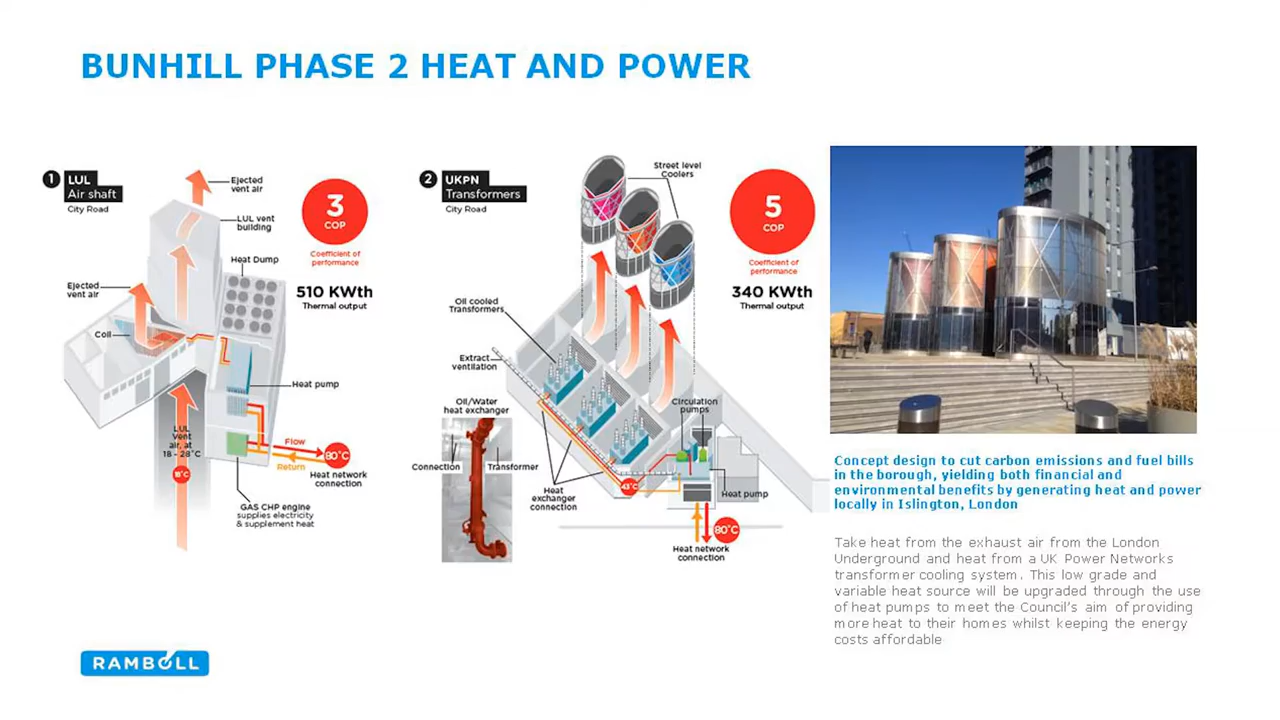 BUNHILL PHASE 2 HEAT AND POWER
1
LUL
Air shaft
City Road
Ejected
vent air
LUL vent
building
Heat Dump
Ejected
vent air
Coil
Heat pump
LUL
Vent
air, at
18 - 28°C
18°C
Flow
Return
80°C
Heat network
connection
GAS CHP engine
supplies electricity
& supplement heat
3
COP
Coefficient of
performance
510 KWth
Thermal output
2
UKPN
Transformers
City Road
Street level
Coolers
Oil cooled
Transformers
Extract
ventilation
Oil/Water
heat exchanger
Connection
Transformer
Heat
exchanger
connection
43°C
Circulation
pumps
Heat pump
80°C
Heat network
connection
5
COP
Coefficient of
performance
340 KWth
Thermal output
Concept design to cut carbon emissions and fuel bills
in the borough, yielding both financial and
environmental benefits by generating heat and power
locally in Islington, London
Take heat from the exhaust air from the London
Underground and heat from a UK Power Networks
transformer cooling system. This low grade and
variable heat source will be upgraded through the use
of heat pumps to meet the Council's aim of providing
more heat to their homes whilst keeping the energy
costs affordable
RAMBOLL